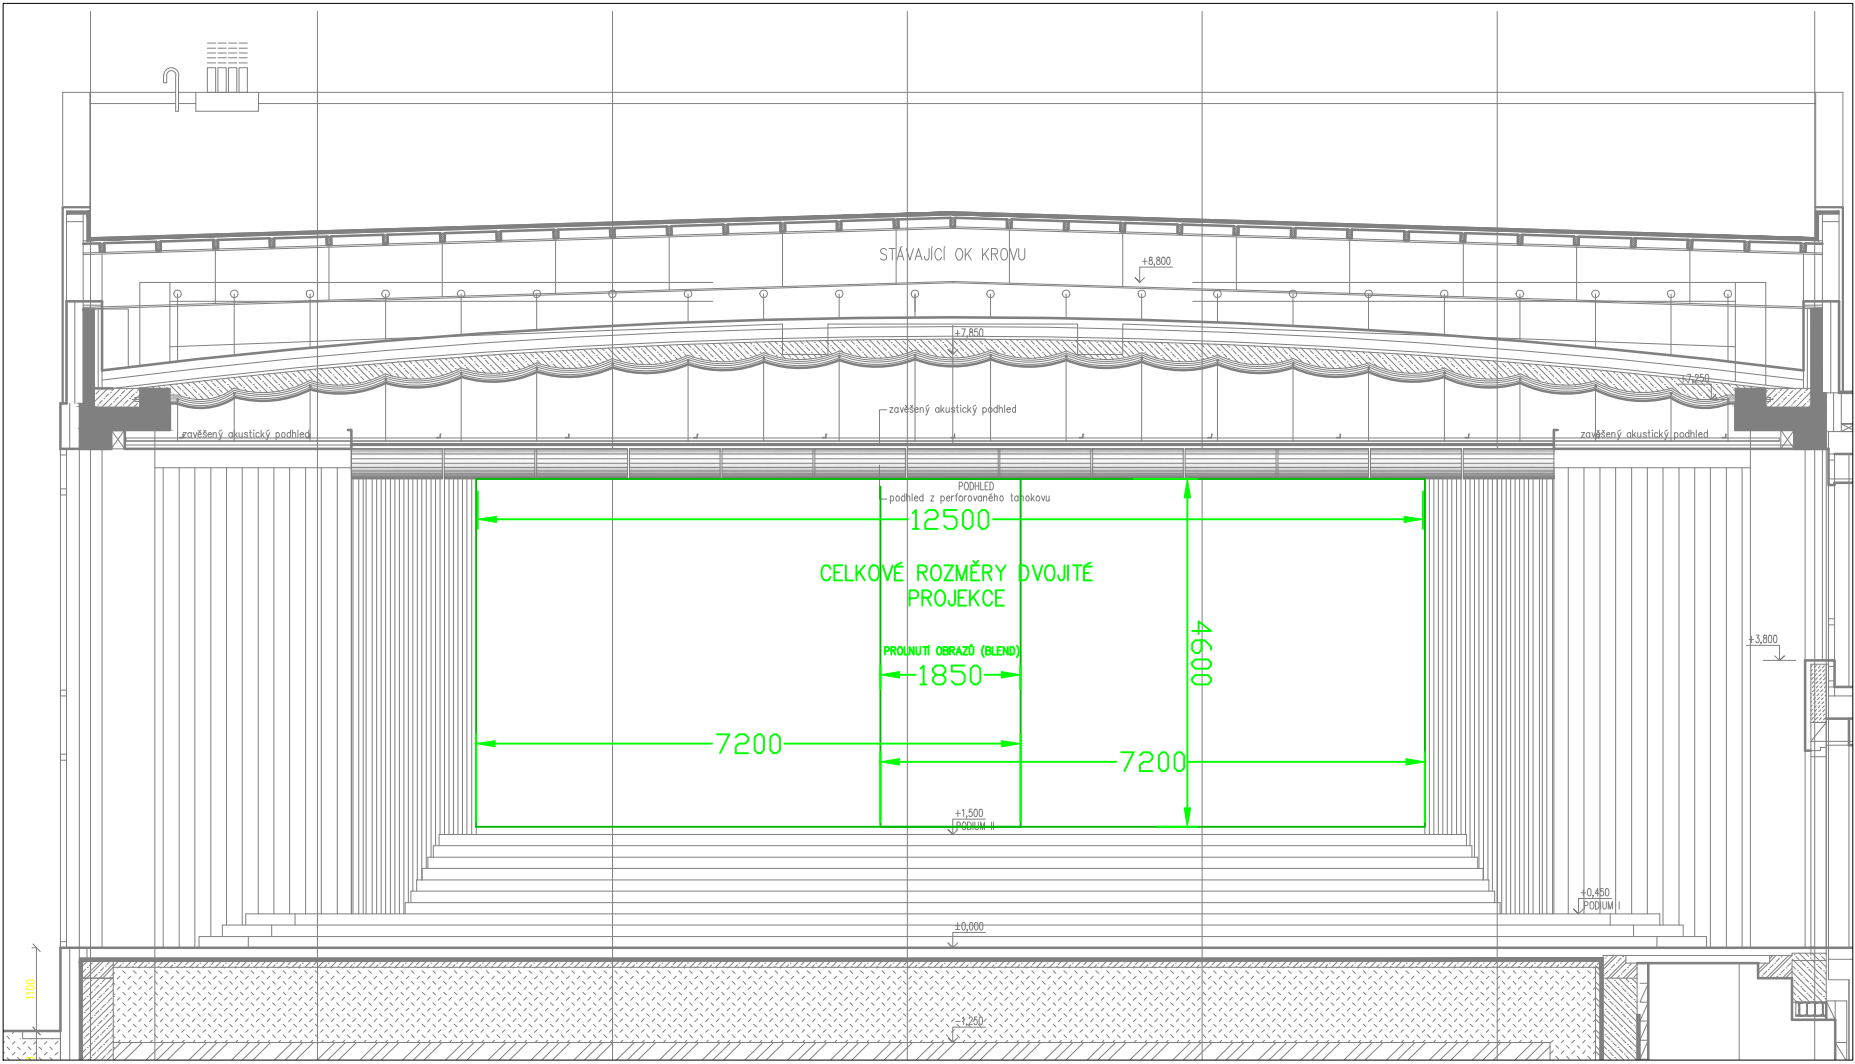 STÁVAJÍCÍ OK KROVU
+8,800
+7,850
+7,250
zavěšený akustický podhled
zavěšený akustický podhled
zavěšený akustický podhled
PODHLED
podhled z perforovaného tahokovu
12500
CELKOVÉ ROZMĚRY DVOJITÉ
PROJEKCE
4600
+3,800
PROLNUTÍ OBRAZŮ (BLEND)
1850
7200
7200
+1,500
PODIUM II
+0,450
PODIUM I
±0,000
1100
-1,250